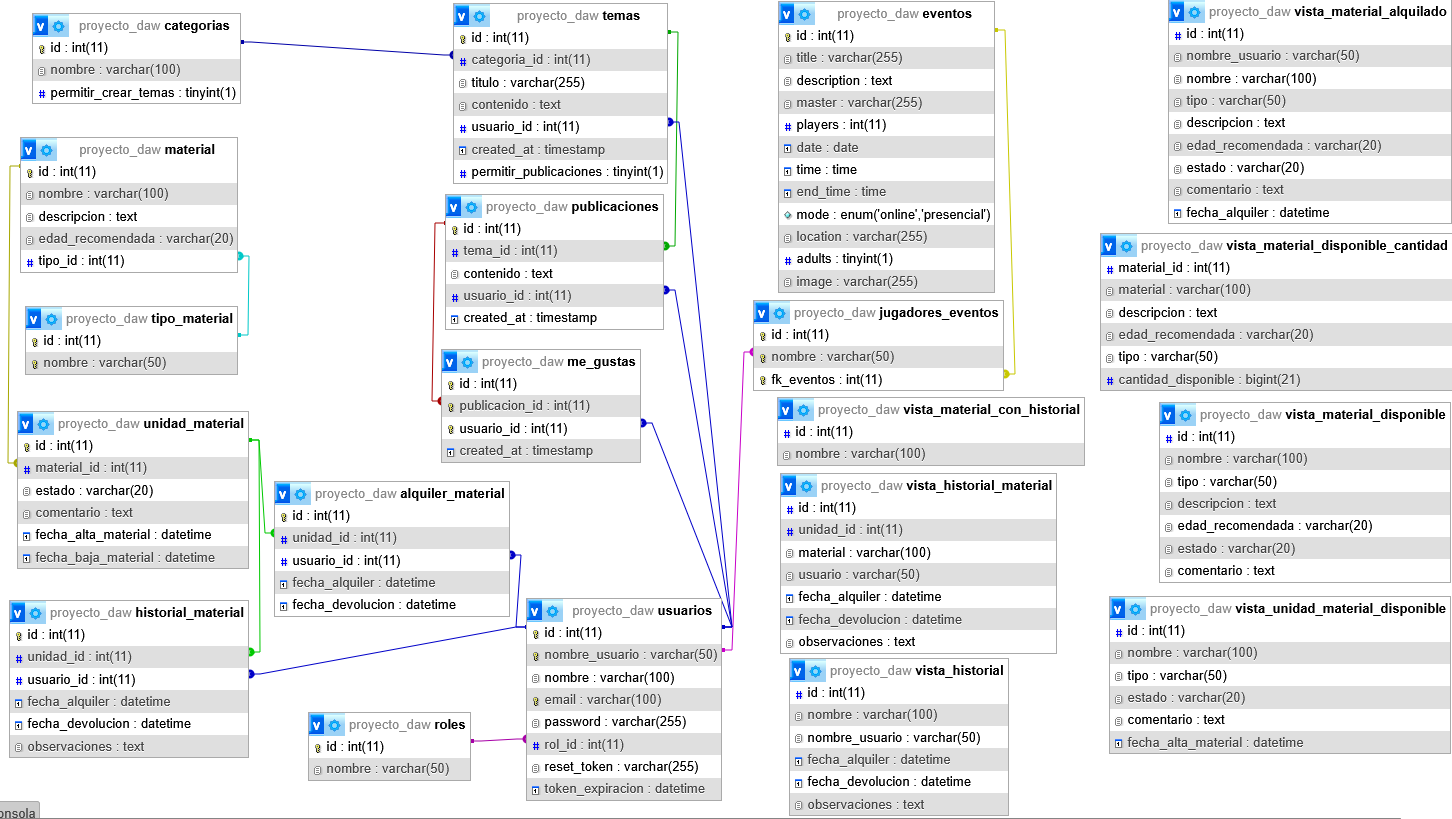 proyecto_daw categorias
id : int(11)
nombre : varchar(100)
permitir_crear_temas : tinyint(1)
proyecto_daw material
id : int(11)
nombre : varchar(100)
descripcion : text
edad_recomendada : varchar(20)
tipo_id : int(11)
proyecto_daw tipo_material
id : int(11)
nombre : varchar(50)
proyecto_daw unidad_material
id : int(11)
material_id : int(11)
estado : varchar(20)
comentario : text
fecha_alta_material : datetime
fecha_baja_material : datetime
proyecto_daw historial_material
id : int(11)
unidad_id : int(11)
usuario_id : int(11)
fecha_alquiler : datetime
fecha_devolucion : datetime
observaciones : text
proyecto_daw alquiler_material
id : int(11)
unidad_id : int(11)
usuario_id : int(11)
fecha_alquiler : datetime
fecha_devolucion : datetime
proyecto_daw roles
id : int(11)
nombre : varchar(50)
proyecto_daw temas
id : int(11)
categoria_id : int(11)
titulo : varchar(255)
contenido : text
usuario_id : int(11)
created_at : timestamp
permitir_publicaciones : tinyint(1)
proyecto_daw publicaciones
id : int(11)
tema_id : int(11)
contenido : text
usuario_id : int(11)
created_at : timestamp
proyecto_daw me_gustas
id : int(11)
publicacion_id : int(11)
usuario_id : int(11)
created_at : timestamp
proyecto_daw usuarios
id : int(11)
nombre_usuario : varchar(50)
nombre : varchar(100)
email : varchar(100)
password : varchar(255)
rol_id : int(11)
reset_token : varchar(255)
token_expiracion : datetime
proyecto_daw eventos
id : int(11)
title : varchar(255)
description : text
master : varchar(255)
players : int(11)
date : date
time : time
end_time : time
mode : enum('online','presencial')
location : varchar(255)
adults : tinyint(1)
image : varchar(255)
proyecto_daw jugadores_eventos
id : int(11)
nombre : varchar(50)
fk_eventos : int(11)
proyecto_daw vista_material_con_historial
id : int(11)
nombre : varchar(100)
proyecto_daw vista_historial_material
id : int(11)
unidad_id : int(11)
material : varchar(100)
usuario : varchar(50)
fecha_alquiler : datetime
fecha_devolucion : datetime
observaciones : text
proyecto_daw vista_historial
id : int(11)
nombre : varchar(100)
nombre_usuario : varchar(50)
fecha_alquiler : datetime
fecha_devolucion : datetime
observaciones : text
proyecto_daw vista_material_alquilado
id : int(11)
nombre_usuario : varchar(50)
nombre : varchar(100)
tipo : varchar(50)
descripcion : text
edad_recomendada : varchar(20)
estado : varchar(20)
comentario : text
fecha_alquiler : datetime
proyecto_daw vista_material_disponible_cantidad
material_id : int(11)
material : varchar(100)
descripcion : text
edad_recomendada : varchar(20)
tipo : varchar(50)
cantidad_disponible : bigint(21)
proyecto_daw vista_material_disponible
id : int(11)
nombre : varchar(100)
tipo : varchar(50)
descripcion : text
edad_recomendada : varchar(20)
estado : varchar(20)
comentario : text
proyecto_daw vista_unidad_material_disponible
id : int(11)
nombre : varchar(100)
tipo : varchar(50)
estado : varchar(20)
comentario : text
fecha_alta_material : datetime
onsola